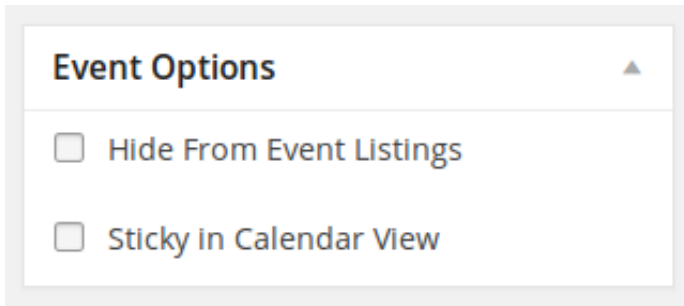 Event Options
Hide From Event Listings
Sticky in Calendar View